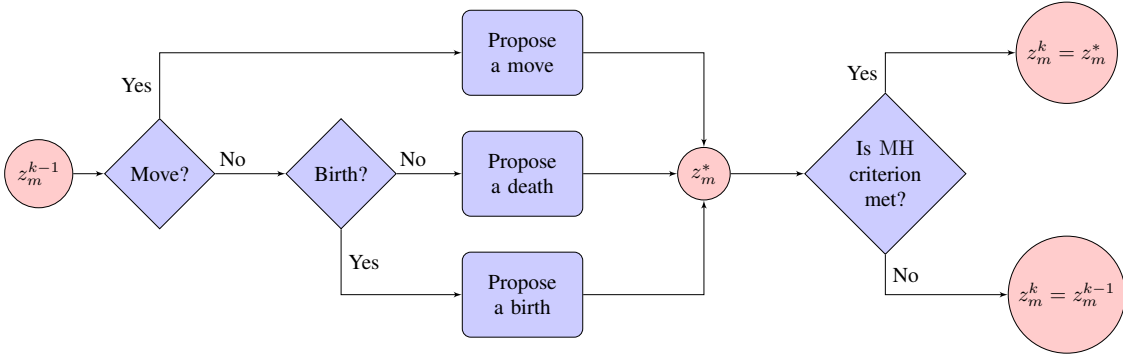 Propose
a move
Yes
Yes
$z_m^k = z_m^*$
$z_m^{k-1}$
Move?
No
Birth?
No
Propose
a death
$z_m^*$
Is MH
criterion
met?
Yes
No
Propose
a birth
$z_m^k = z_m^{k-1}$